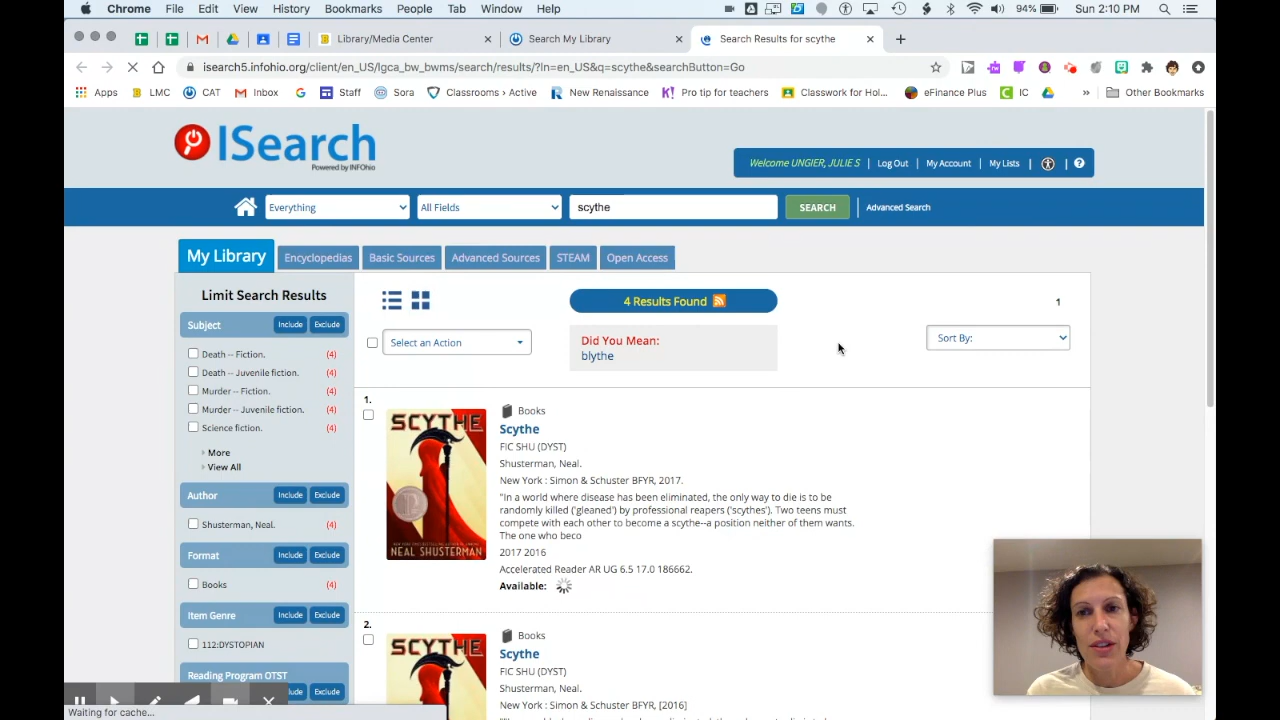 Chrome File Edit View History Bookmarks People Tab Window Help 94% Sun 2:10 PM
Library/Media Center Search My Library Search Results for scythe
isearch5.infohio.org/client/en_US/lgca_bw_bwms/search/results/?ln=en_US&q=scythe&searchButton=Go
Apps LMC CAT Inbox Staff Sora Classrooms › Active New Renaissance Pro tip for teachers Classwork for Hol... eFinance Plus IC » Other Bookmarks
ISearch
Powered by INFOhio
Welcome UNGIER, JULIE S | Log Out | My Account | My Lists | | ?
Everything All Fields scythe SEARCH Advanced Search
My Library Encyclopedias Basic Sources Advanced Sources STEAM Open Access
Limit Search Results
Subject Include Exclude
Death -- Fiction. (4)
Death -- Juvenile fiction. (4)
Murder -- Fiction. (4)
Murder -- Juvenile fiction. (4)
Science fiction. (4)
More
View All
Author Include Exclude
Shusterman, Neal. (4)
Format Include Exclude
Books (4)
Item Genre Include Exclude
112:DYSTOPIAN
Reading Program OTST
Exclude
4 Results Found
1
Select an Action
Did You Mean:
blythe
Sort By:
1.
SCYTHE
NEAL SHUSTERMAN
Books
Scythe
FIC SHU (DYST)
Shusterman, Neal.
New York : Simon & Schuster BFYR, 2017.
"In a world where disease has been eliminated, the only way to die is to be
randomly killed ('gleaned') by professional reapers ('scythes'). Two teens must
compete with each other to become a scythe--a position neither of them wants.
The one who beco
2017 2016
Accelerated Reader AR UG 6.5 17.0 186662.
Available:
2.
SCYTHE
Books
Scythe
FIC SHU (DYST)
Shusterman, Neal.
New York : Simon & Schuster BFYR, [2016]
Waiting for cache...